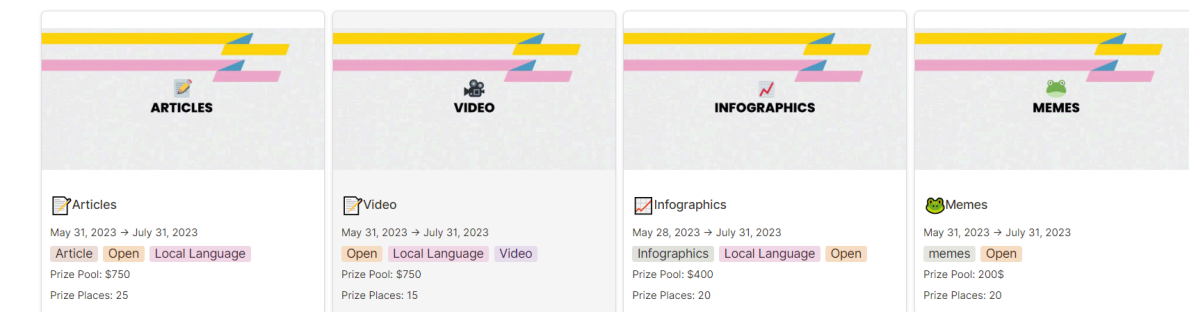 ARTICLES
Articles
May 31, 2023 → July 31, 2023
Article Open Local Language
Prize Pool: $750
Prize Places: 25
VIDEO
Video
May 31, 2023 → July 31, 2023
Open Local Language Video
Prize Pool: $750
Prize Places: 15
INFOGRAPHICS
Infographics
May 28, 2023 → July 31, 2023
Infographics Local Language Open
Prize Pool: $400
Prize Places: 20
MEMES
Memes
May 31, 2023 → July 31, 2023
memes Open
Prize Pool: 200$
Prize Places: 20